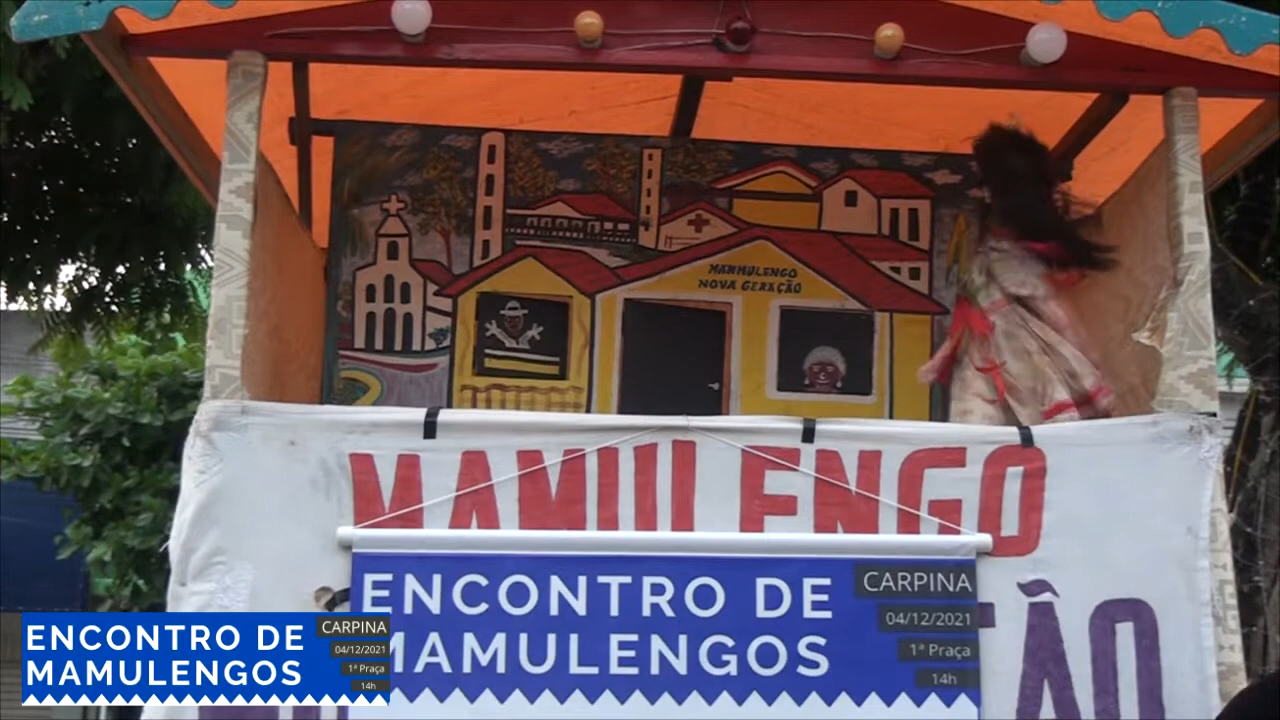 MAMULENGO
NOVA GERAÇÃO
MAMULENGO
ÃO
ENCONTRO DE
MAMULENGOS
CARPINA
04/12/2021
1ª Praça
14h
ENCONTRO DE
MAMULENGOS
CARPINA
04/12/2021
1ª Praça
14h